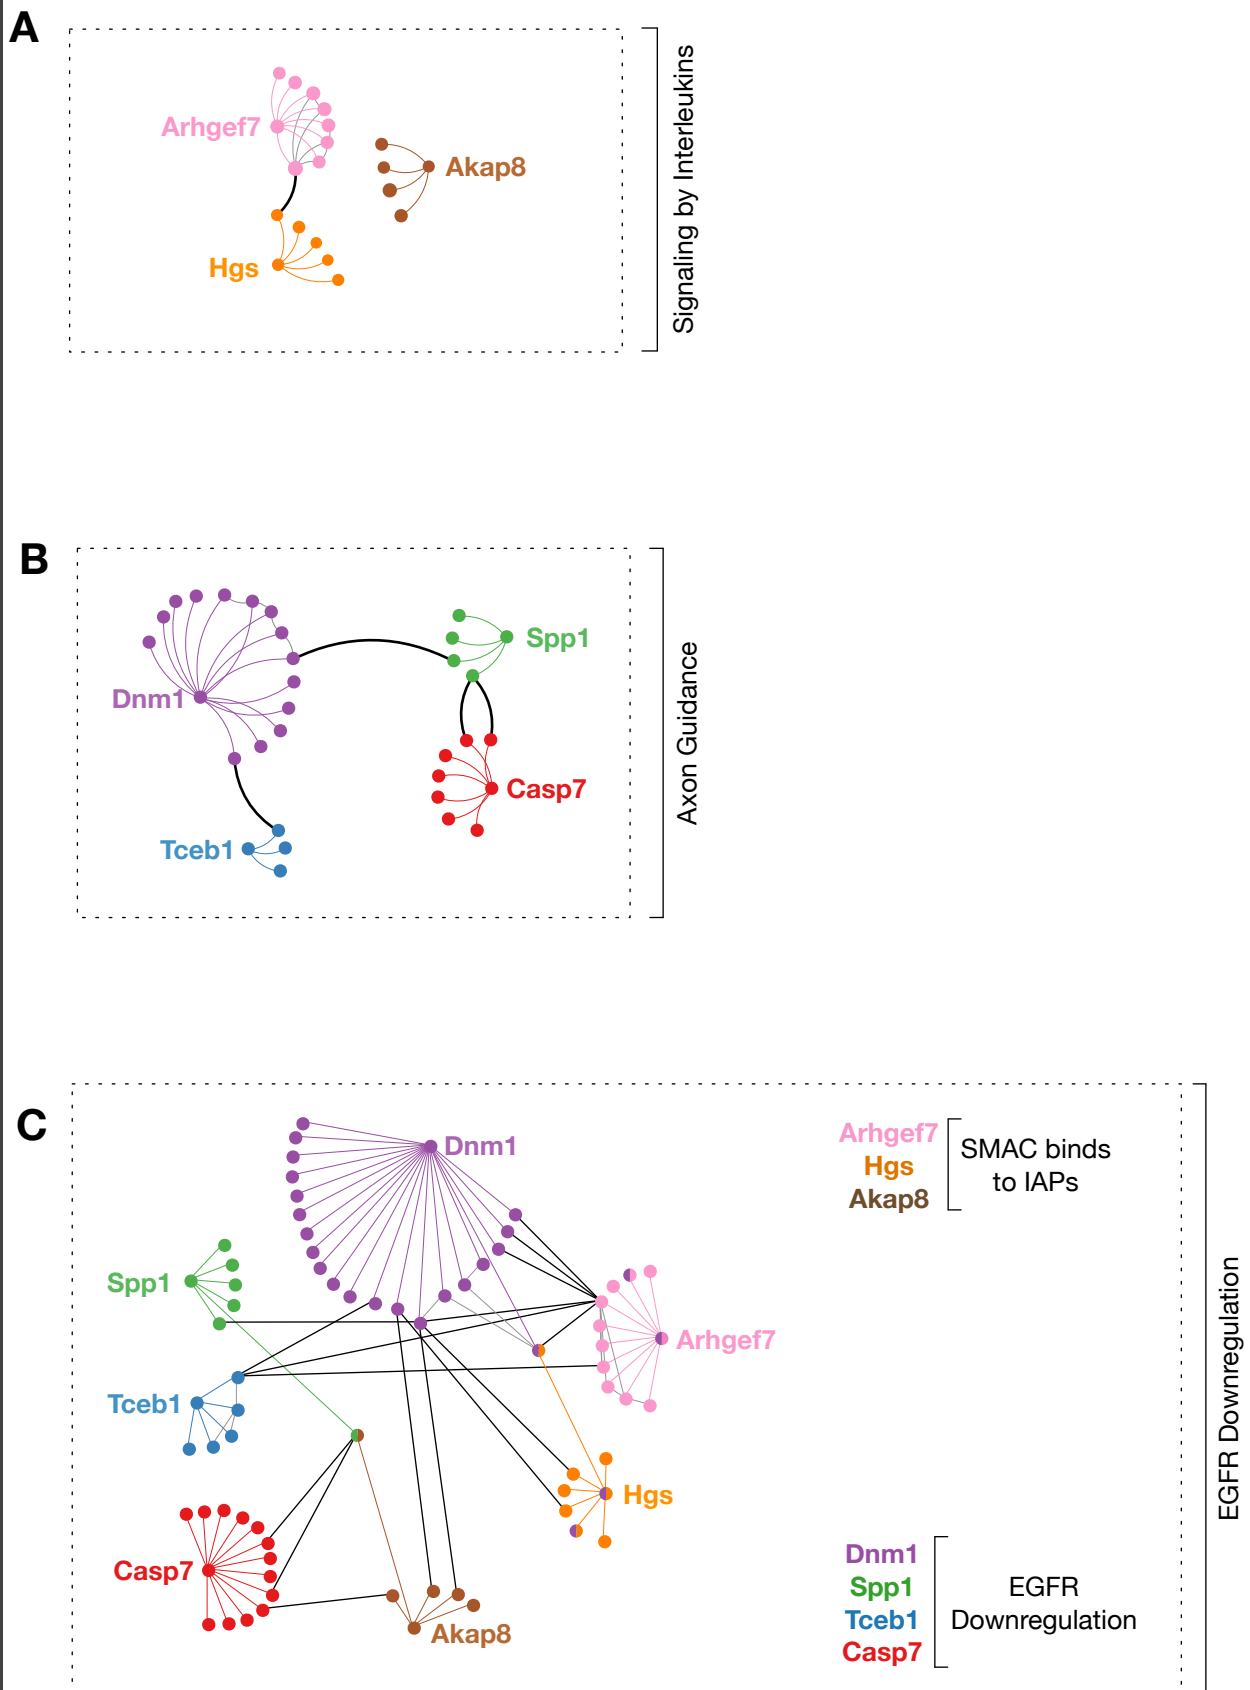 A
Arhgef7
Akap8
Hgs
Signaling by Interleukins
B
Spp1
Dnm1
Casp7
Tceb1
Axon Guidance
C
Dnm1
Arhgef7
Hgs
Akap8
SMAC binds
to IAPs
Spp1
Arhgef7
Tceb1
Hgs
Casp7
Akap8
Dnm1
Spp1
Tceb1
Casp7
EGFR
Downregulation
EGFR Downregulation